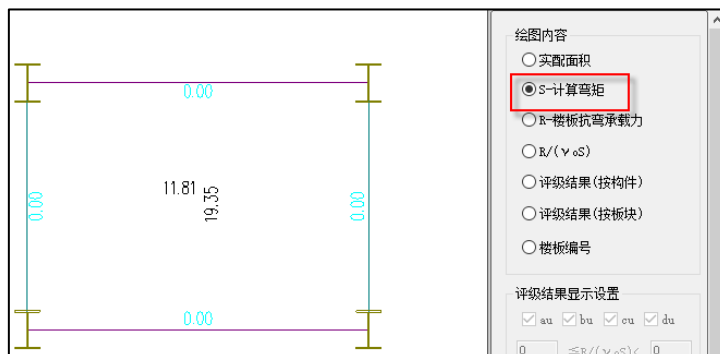 绘图内容
实配面积
S-计算弯矩
R-楼板抗弯承载力
R/(γoS)
评级结果(按构件)
评级结果(按板块)
楼板编号
评级结果显示设置
au bu cu du
0 ≤R/(γoS)< 0
0.00
0.00
11.81
19.35
0.00
0.00